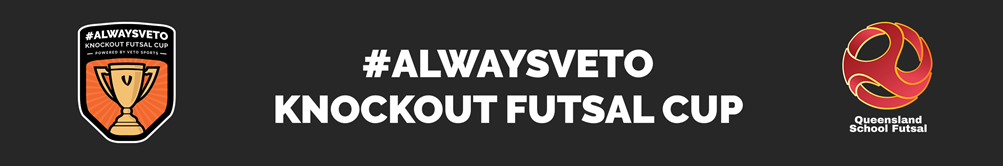 #ALWAYSVETO
KNOCKOUT FUTSAL CUP
POWERED BY VETO SPORTS
V
#ALWAYSVETO
KNOCKOUT FUTSAL CUP
Queensland
School Futsal